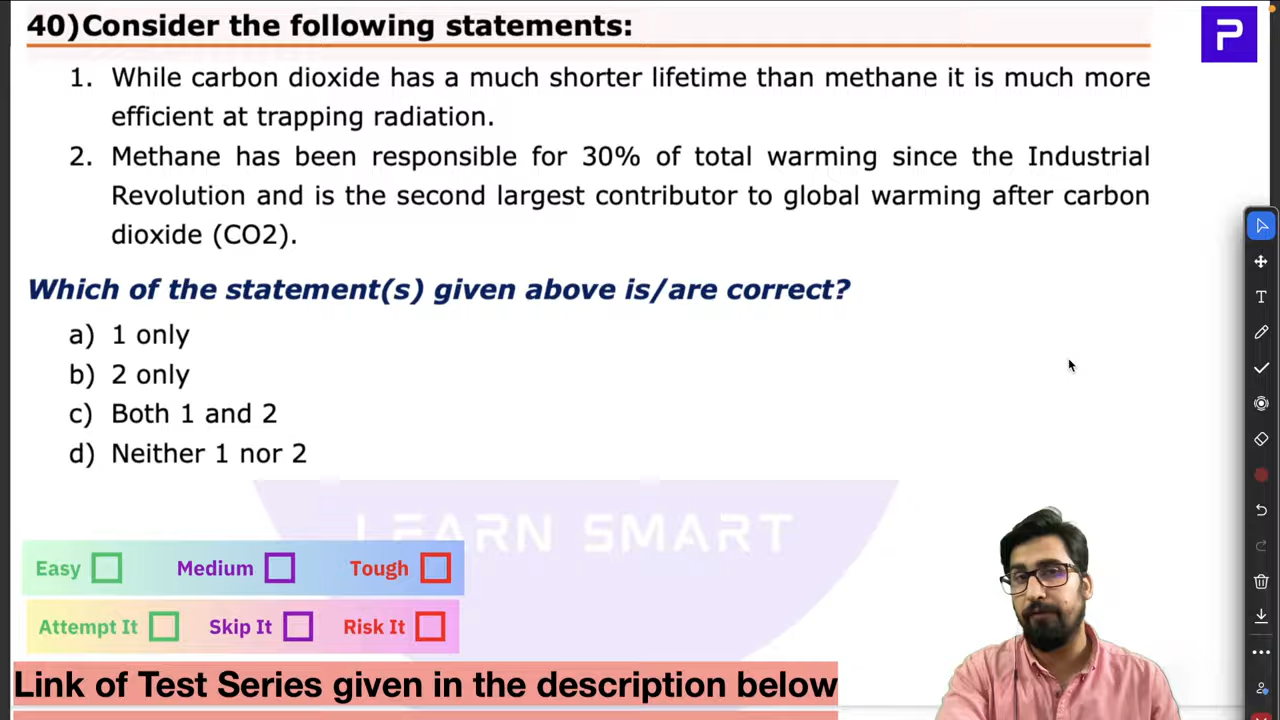 40)Consider the following statements:
P
1. While carbon dioxide has a much shorter lifetime than methane it is much more
efficient at trapping radiation.
2. Methane has been responsible for 30% of total warming since the Industrial
Revolution and is the second largest contributor to global warming after carbon
dioxide (CO2).
Which of the statement(s) given above is/are correct?
a) 1 only
b) 2 only
c) Both 1 and 2
d) Neither 1 nor 2
LEARN SMART
Easy Medium Tough
Attempt It Skip It Risk It
Link of Test Series given in the description below